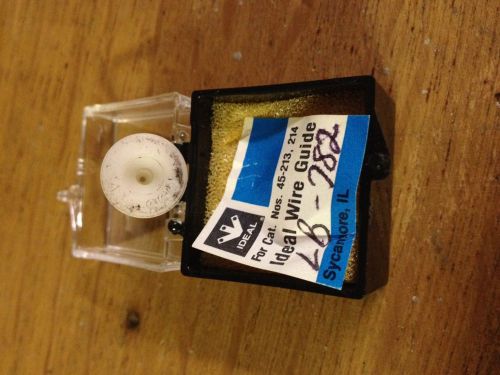 IDEAL
For Cat. Nos. 45-213, 214
Ideal Wire Guide
LB-782
Sycamore, IL